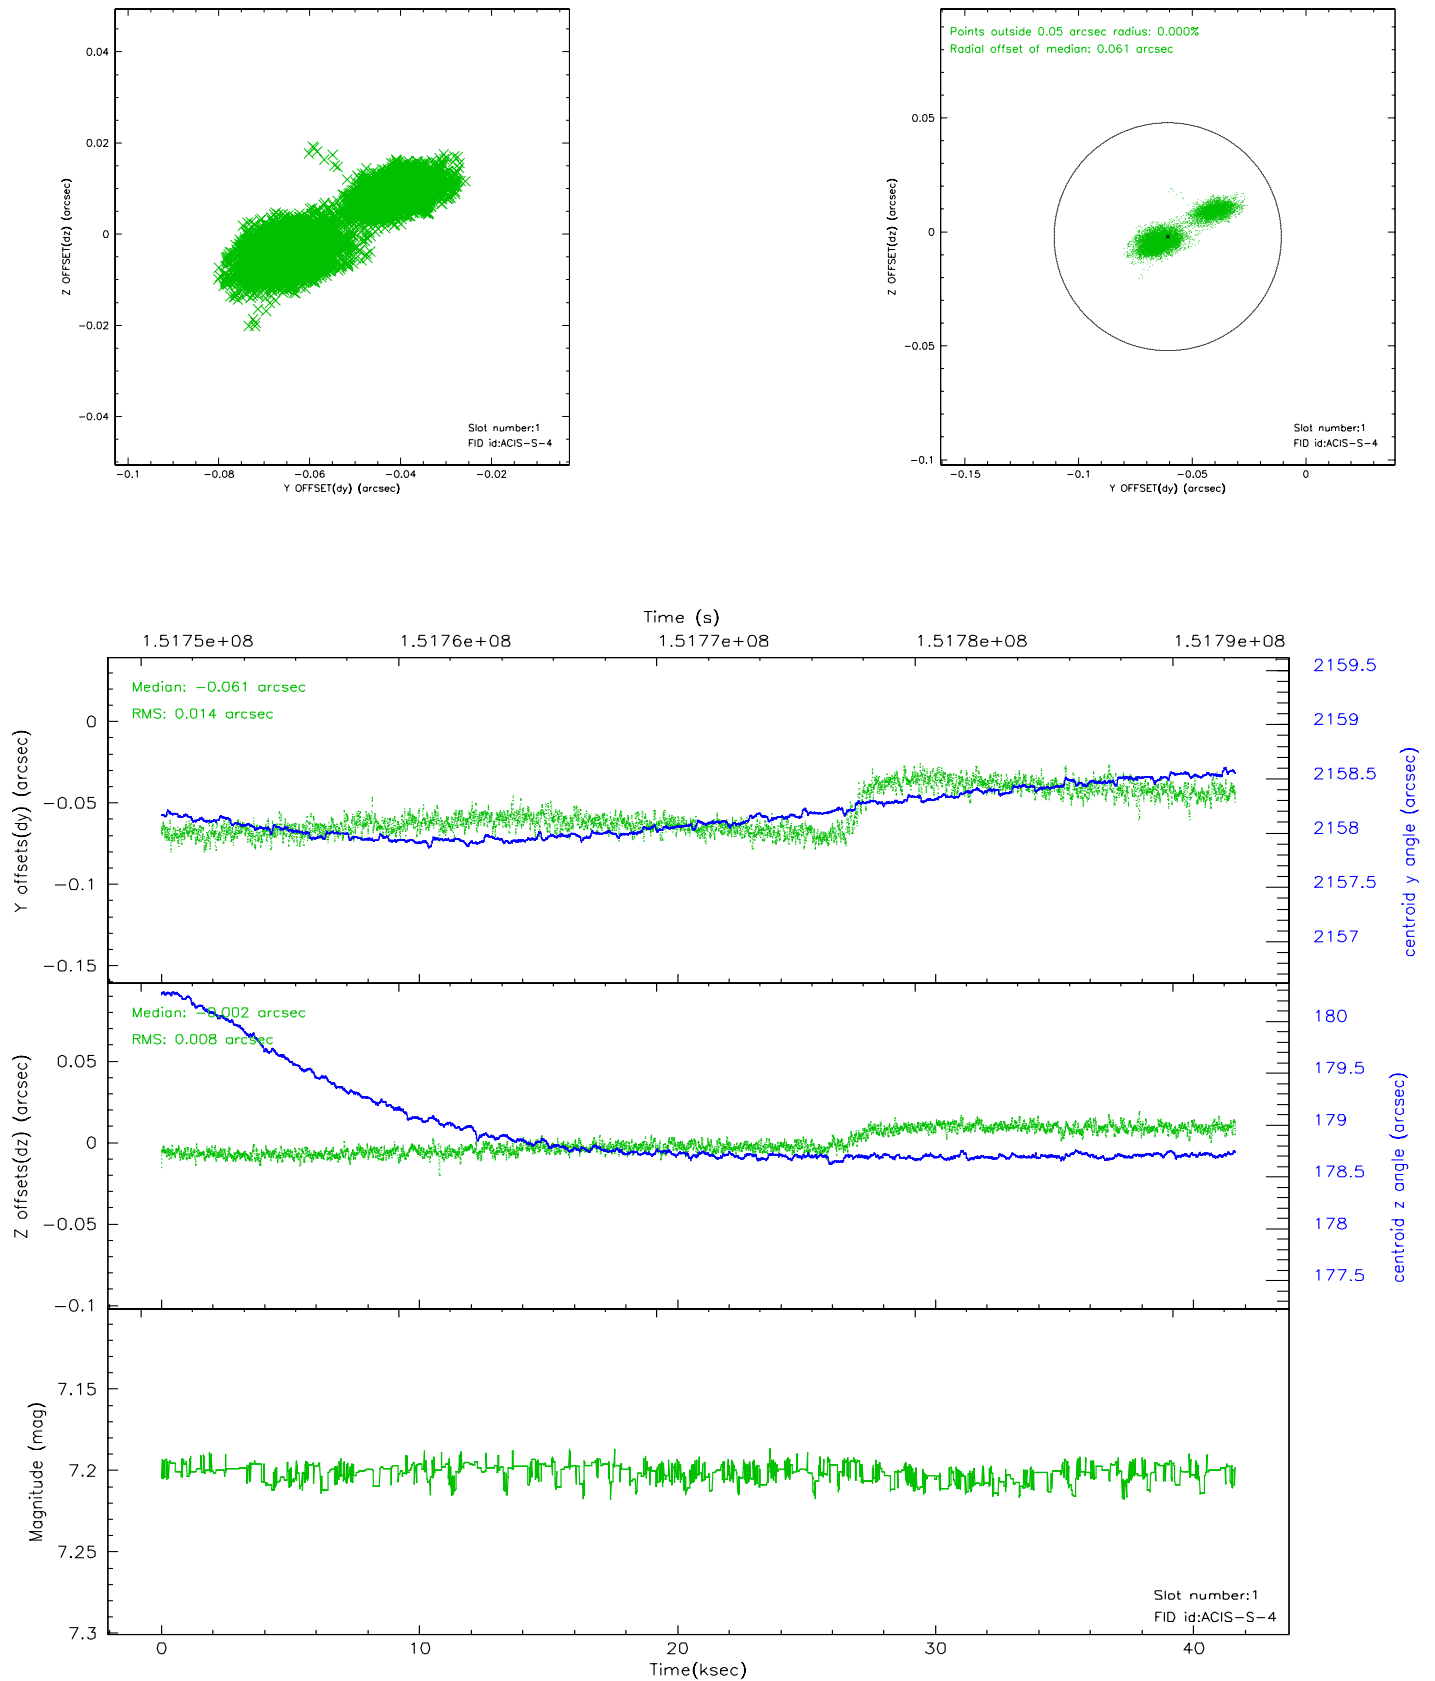 0.04
0.02
0
-0.02
-0.04
Z OFFSET(dz) (arcsec)
Slot number:1
FID id:ACIS-S-4
-0.1 -0.08 -0.06 -0.04 -0.02
Y OFFSET(dy) (arcsec)
Points outside 0.05 arcsec radius: 0.000%
Radial offset of median: 0.061 arcsec
0.05
0
-0.05
-0.1
Z OFFSET(dz) (arcsec)
Slot number:1
FID id:ACIS-S-4
-0.15 -0.1 -0.05 0
Y OFFSET(dy) (arcsec)
Time (s)
1.5175e+08 1.5176e+08 1.5177e+08 1.5178e+08 1.5179e+08
Median: -0.061 arcsec
RMS: 0.014 arcsec
0
-0.05
-0.1
-0.15
Y offsets(dy) (arcsec)
2159.5
2159
2158.5
2158
2157.5
2157
centroid y angle (arcsec)
Median: -0.002 arcsec
RMS: 0.008 arcsec
0.05
0
-0.05
-0.1
Z offsets(dz) (arcsec)
180
179.5
179
178.5
178
177.5
centroid z angle (arcsec)
7.15
7.2
7.25
7.3
Magnitude (mag)
Slot number:1
FID id:ACIS-S-4
0 10 20 30 40
Time(ksec)